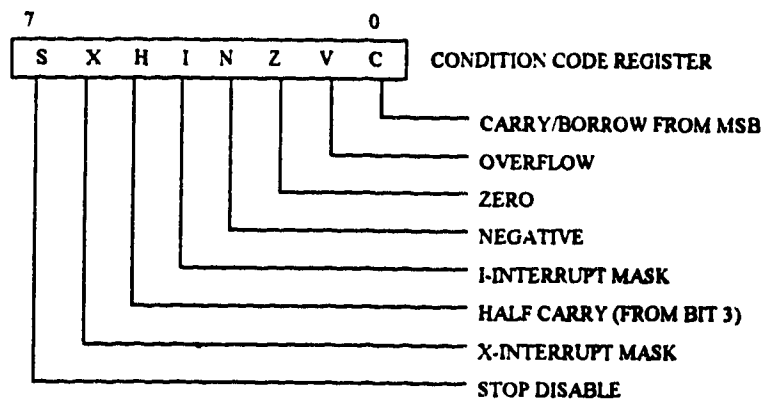 7 0
S X H I N Z V C CONDITION CODE REGISTER
CARRY/BORROW FROM MSB
OVERFLOW
ZERO
NEGATIVE
I-INTERRUPT MASK
HALF CARRY (FROM BIT 3)
X-INTERRUPT MASK
STOP DISABLE